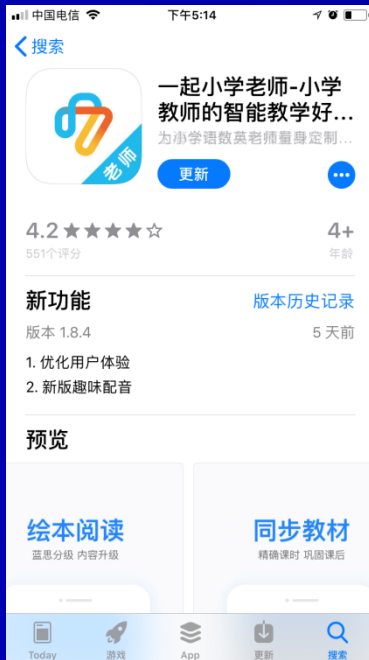 中国电信 下午5:14
搜索
一起小学老师-小学
教师的智能教学好...
为小学语数英老师量身定制...
老师
更新
4.2 4+
551个评分 年龄
新功能 版本历史记录
版本 1.8.4 5 天前
1. 优化用户体验
2. 新版趣味配音
预览
绘本阅读 同步教材
蓝思分级 内容升级 精确课时 巩固课后
Today 游戏 App 更新 搜索